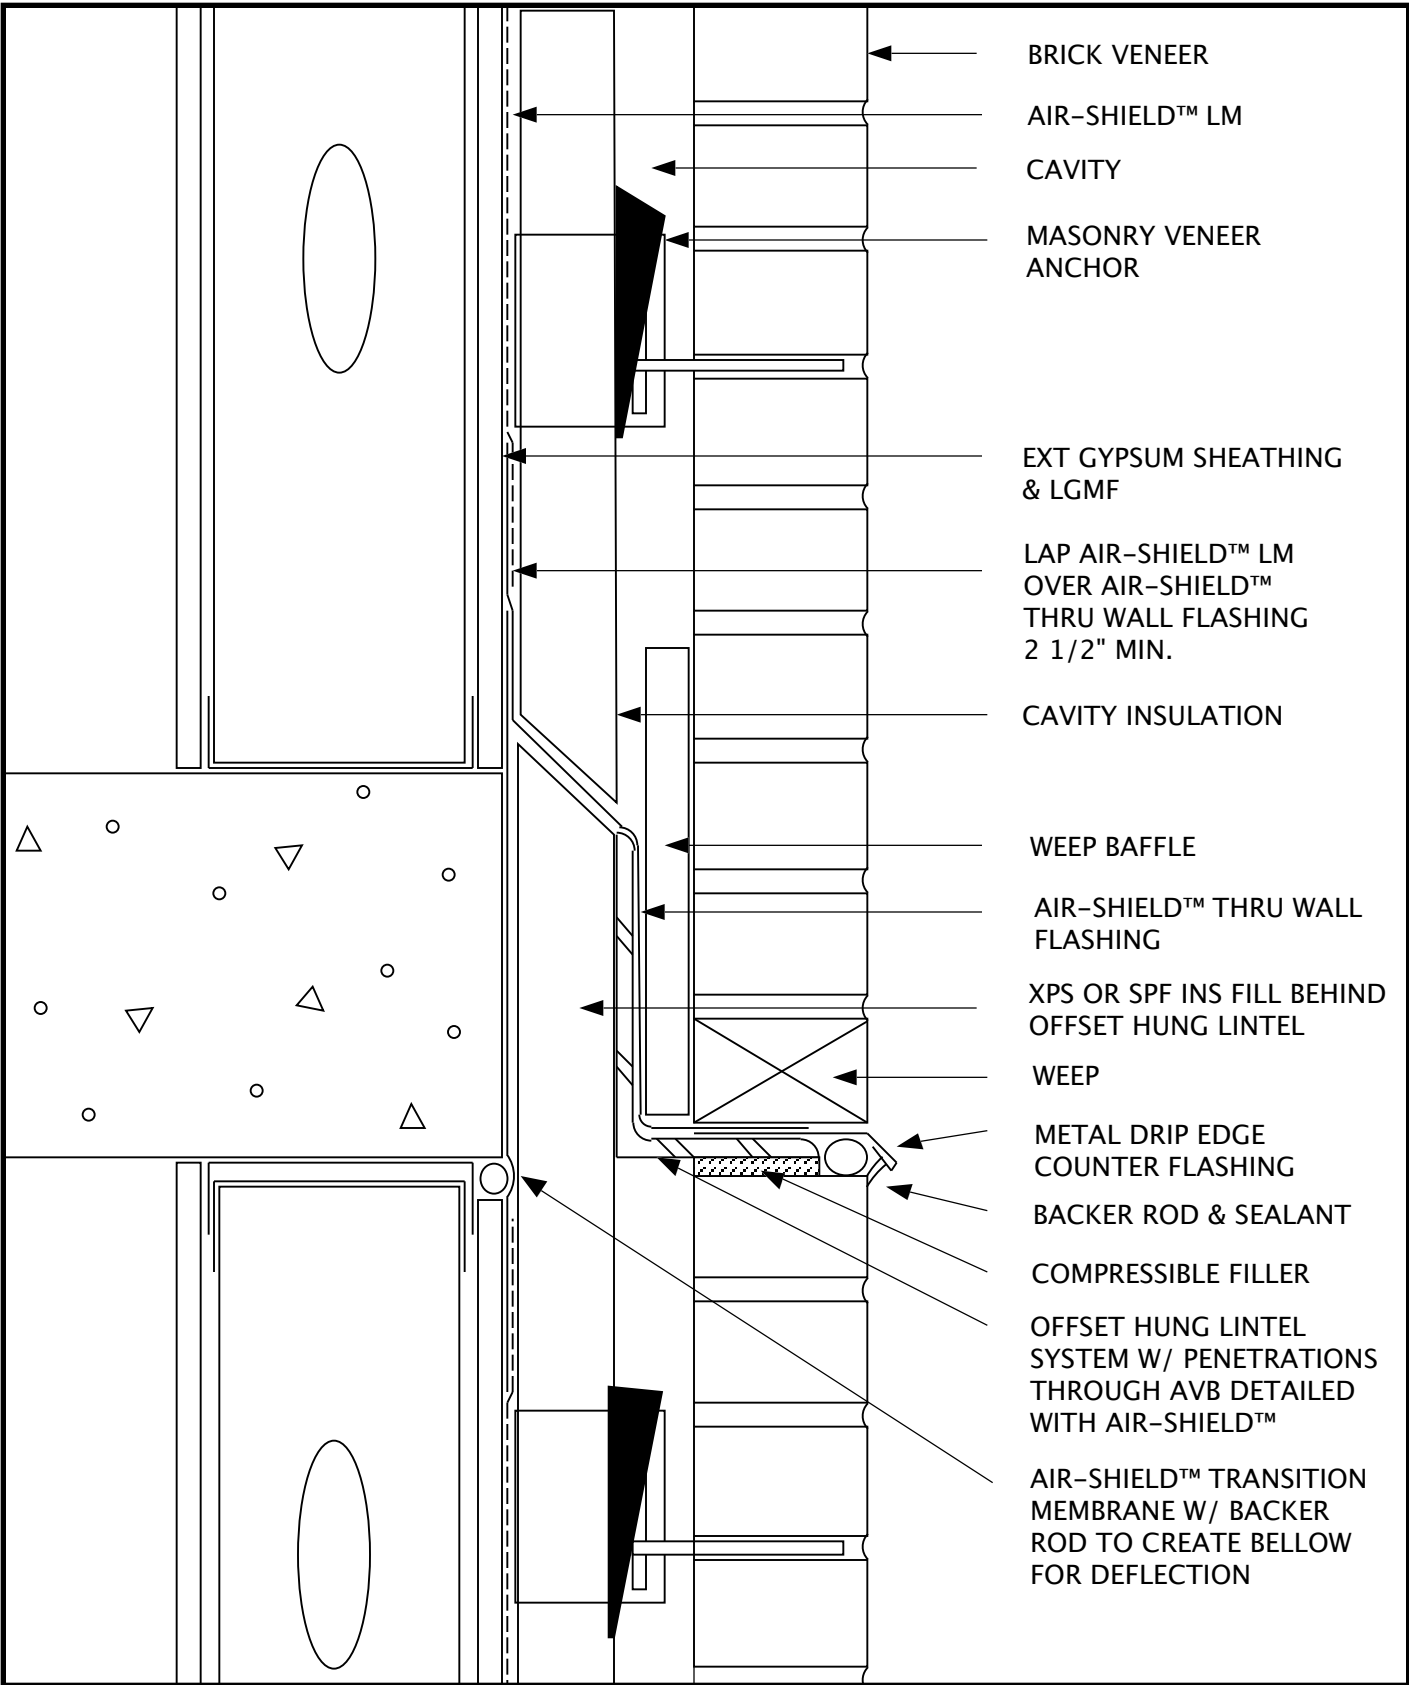 BRICK VENEER
AIR-SHIELD™ LM
CAVITY
MASONRY VENEER
ANCHOR
EXT GYPSUM SHEATHING
& LGMF
LAP AIR-SHIELD™ LM
OVER AIR-SHIELD™
THRU WALL FLASHING
2 1/2" MIN.
CAVITY INSULATION
WEEP BAFFLE
AIR-SHIELD™ THRU WALL
FLASHING
XPS OR SPF INS FILL BEHIND
OFFSET HUNG LINTEL
WEEP
METAL DRIP EDGE
COUNTER FLASHING
BACKER ROD & SEALANT
COMPRESSIBLE FILLER
OFFSET HUNG LINTEL
SYSTEM W/ PENETRATIONS
THROUGH AVB DETAILED
WITH AIR-SHIELD™
AIR-SHIELD™ TRANSITION
MEMBRANE W/ BACKER
ROD TO CREATE BELLOW
FOR DEFLECTION